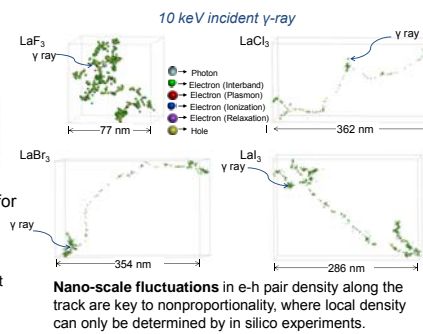 10 keV incident γ-ray
LaF3
γ ray
77 nm
Photon
Electron (Interband)
Electron (Plasmon)
Electron (Ionization)
Electron (Relaxation)
Hole
LaCl3
γ ray
362 nm
LaBr3
γ ray
354 nm
LaI3
γ ray
286 nm
for
t
Nano-scale fluctuations in e-h pair density along the
track are key to nonproportionality, where local density
can only be determined by in silico experiments.